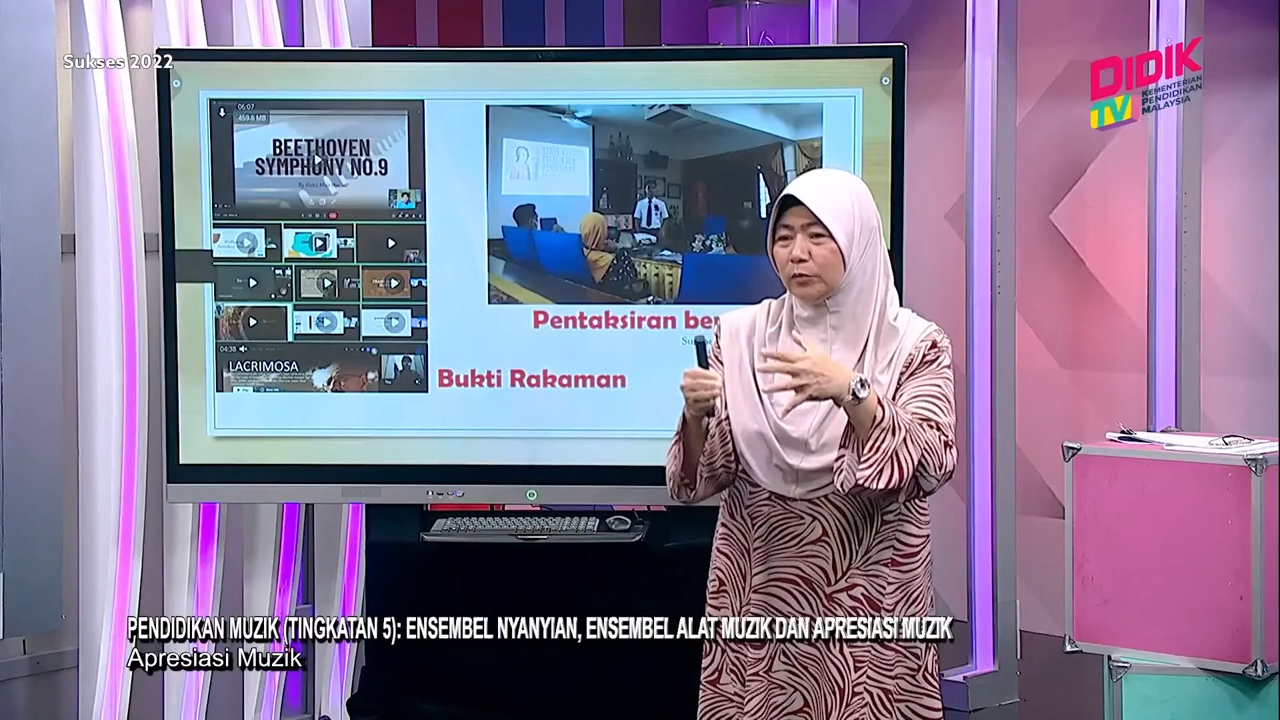 Sukses 2022
DIDIK
TV
KEMENTERIAN
PENDIDIKAN
MALAYSIA
06:07
459.6 MB
BEETHOVEN
SYMPHONY NO.9
Pentaksiran ber
Bukti Rakaman
04:38
LACRIMOSA
PENDIDIKAN MUZIK (TINGKATAN 5): ENSEMBEL NYANYIAN, ENSEMBEL ALAT MUZIK DAN APRESIASI MUZIK
Apresiasi Muzik